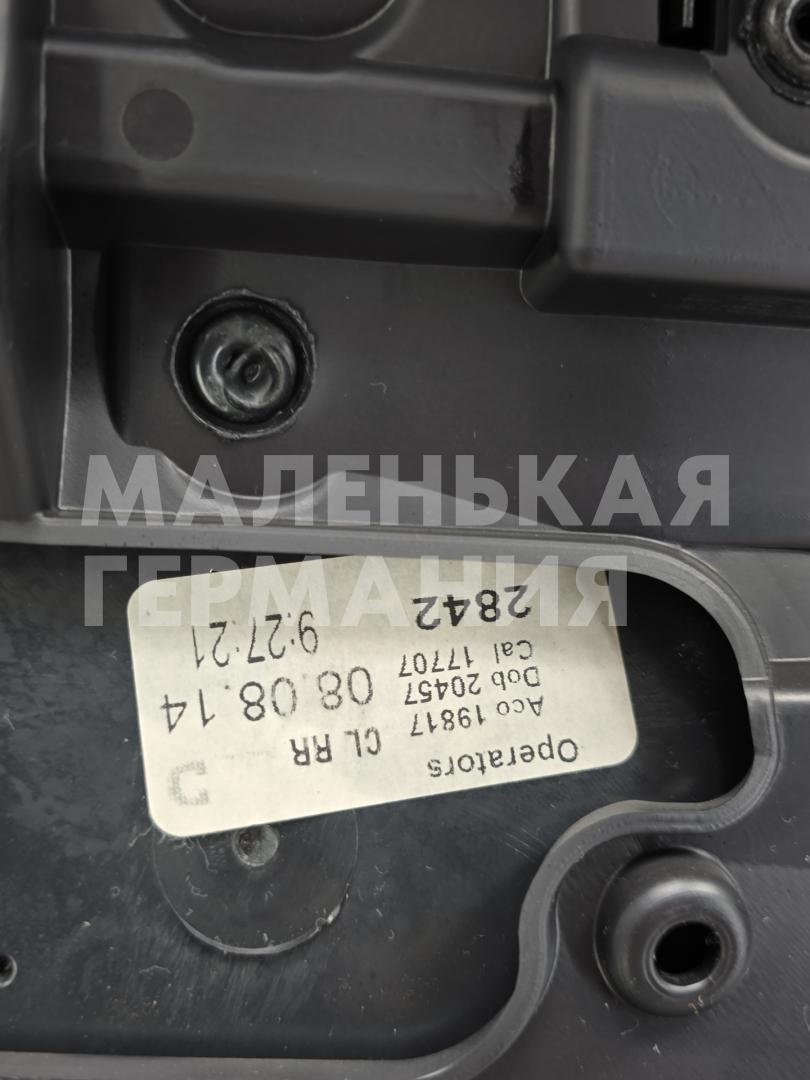 МАЛЕНЬКАЯ
ГЕРМАНИЯ
Operators
Aco 19817 CL RR
Dob 20457 08.08.14
Cal 17707
2842 9:27:21